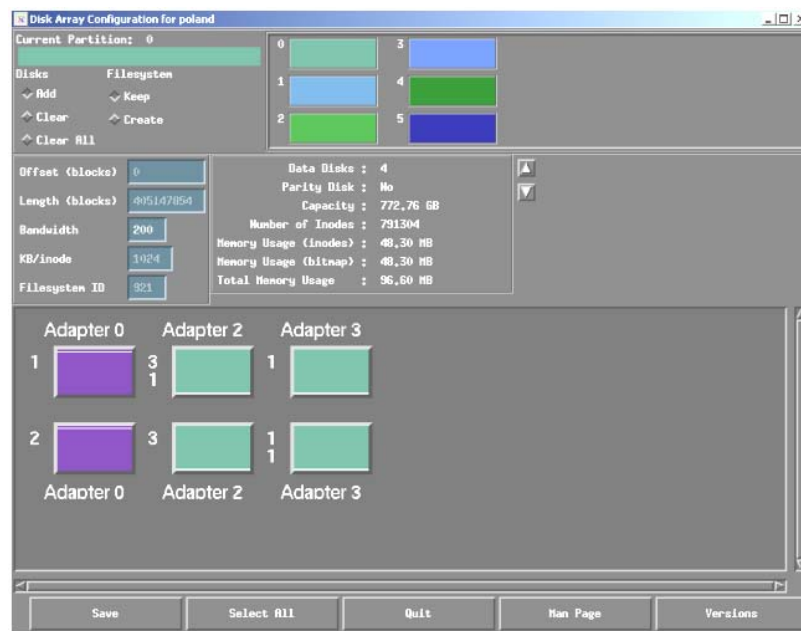 Disk Array Configuration for poland
Current Partition: 0
Disks Filesystem
Add Keep
Clear Create
Clear All
0 3
1 4
2 5
Offset (blocks) 0
Length (blocks) 405147854
Bandwidth 200
KB/inode 1024
Filesystem ID 921
Data Disks : 4
Parity Disk : No
Capacity : 772.76 GB
Number of Inodes : 791304
Memory Usage (inodes) : 48.30 MB
Memory Usage (bitmap) : 48.30 MB
Total Memory Usage : 96.60 MB
Adapter 0 Adapter 2 Adapter 3
1 3 1
1
2 3 1
1
Adapter 0 Adapter 2 Adapter 3
Save Select All Quit Man Page Versions